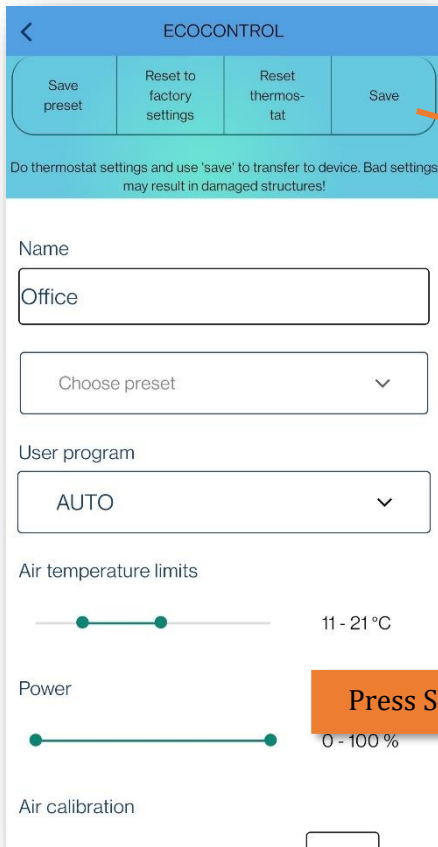 ECOCONTROL
Save
preset
Reset to
factory
settings
Reset
thermos-
tat
Save
Do thermostat settings and use 'save' to transfer to device. Bad settings
may result in damaged structures!
Name
Office
Choose preset
User program
AUTO
Air temperature limits
11 - 21 °C
Power
Press S
0 - 100 %
Air calibration